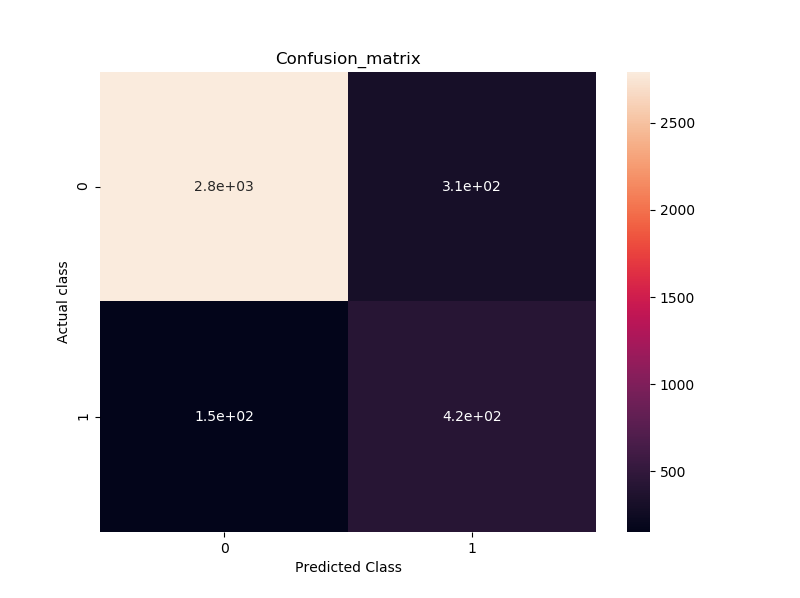 Confusion_matrix
Actual class
0
2.8e+03
3.1e+02
1
1.5e+02
4.2e+02
0
1
Predicted Class
2500
2000
1500
1000
500